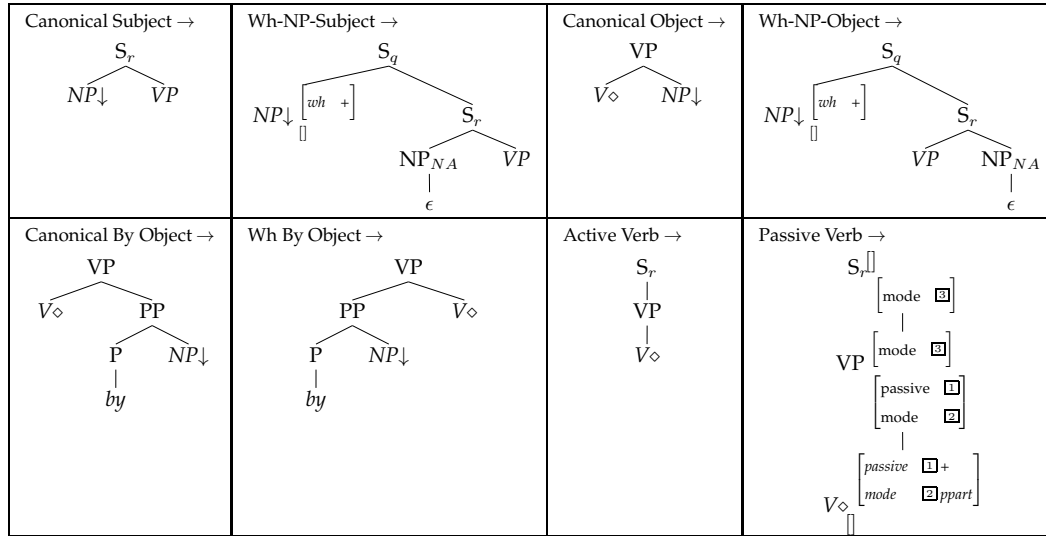 Canonical Subject →
S_r
NP↓ VP
Wh-NP-Subject →
S_q
NP↓ [wh +]
[]
S_r
NP_NA VP
ϵ
Canonical Object →
VP
V◇ NP↓
Wh-NP-Object →
S_q
NP↓ [wh +]
[]
S_r
VP NP_NA
ϵ
Canonical By Object →
VP
V◇ PP
P NP↓
by
Wh By Object →
VP
PP V◇
P NP↓
by
Active Verb →
S_r
VP
V◇
Passive Verb →
S_r []
[mode 3]
VP [mode 3]
[passive 1
mode 2]
[passive 1 +
mode 2 ppart]
V◇
[]